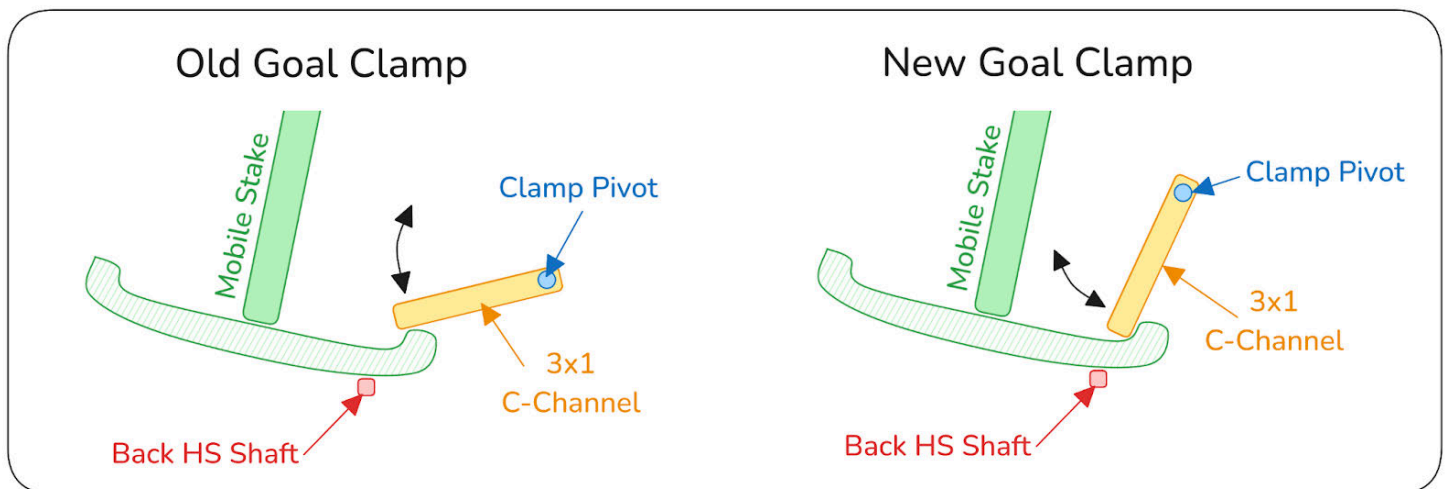 Old Goal Clamp
Mobile Stake
Clamp Pivot
3x1
C-Channel
Back HS Shaft
New Goal Clamp
Mobile Stake
Clamp Pivot
3x1
C-Channel
Back HS Shaft